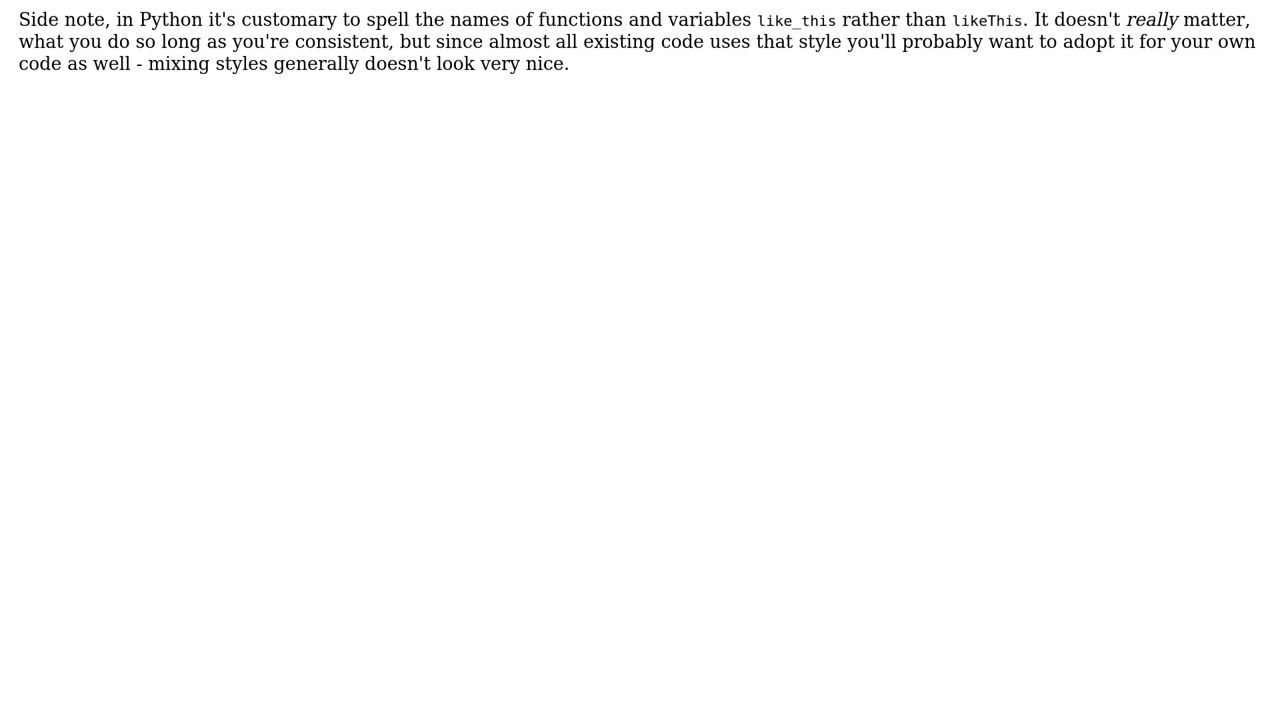 Side note, in Python it's customary to spell the names of functions and variables like_this rather than likeThis. It doesn't really matter,
what you do so long as you're consistent, but since almost all existing code uses that style you'll probably want to adopt it for your own
code as well - mixing styles generally doesn't look very nice.